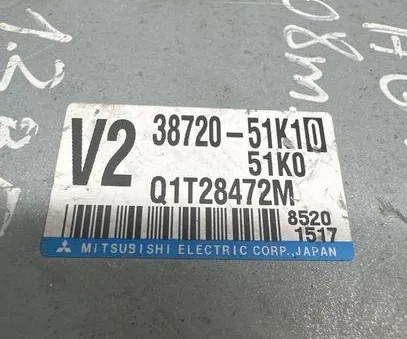 V2
38720-51K10
51K0
Q1T28472M
8520
1517
MITSUBISHI ELECTRIC CORP., JAPAN